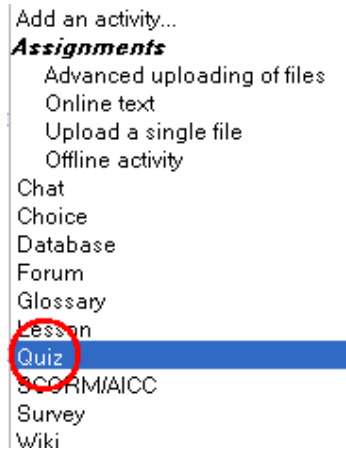 Add an activity...
Assignments
Advanced uploading of files
Online text
Upload a single file
Offline activity
Chat
Choice
Database
Forum
Glossary
Lesson
Quiz
SCORM/AICC
Survey
Wiki